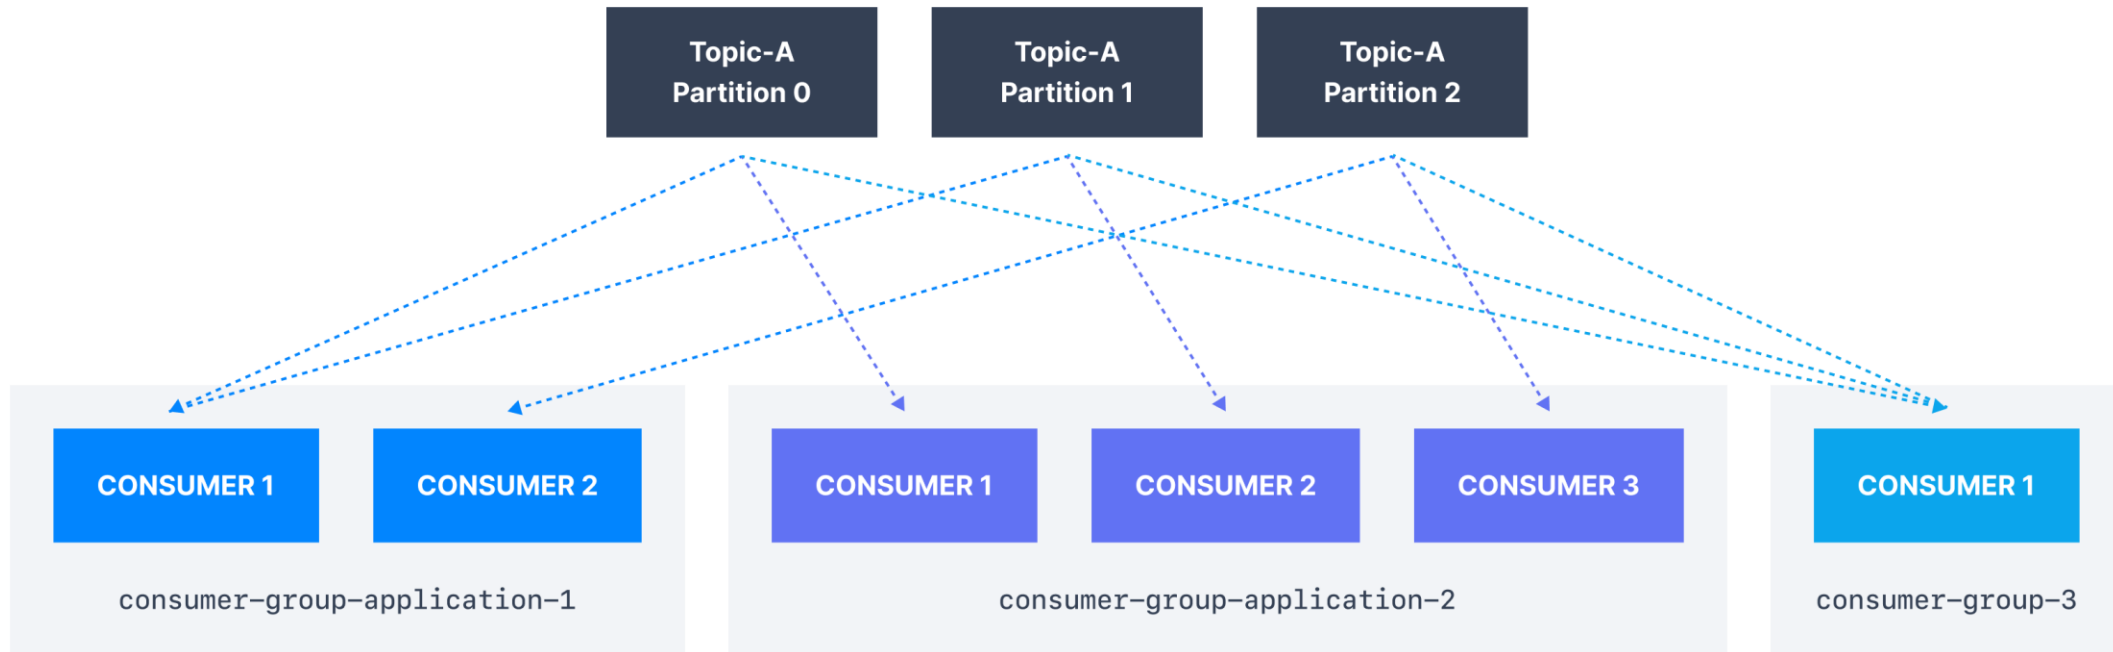 Topic-A
Partition 0
Topic-A
Partition 1
Topic-A
Partition 2
CONSUMER 1
CONSUMER 2
CONSUMER 1
CONSUMER 2
CONSUMER 3
CONSUMER 1
consumer-group-application-1
consumer-group-application-2
consumer-group-3